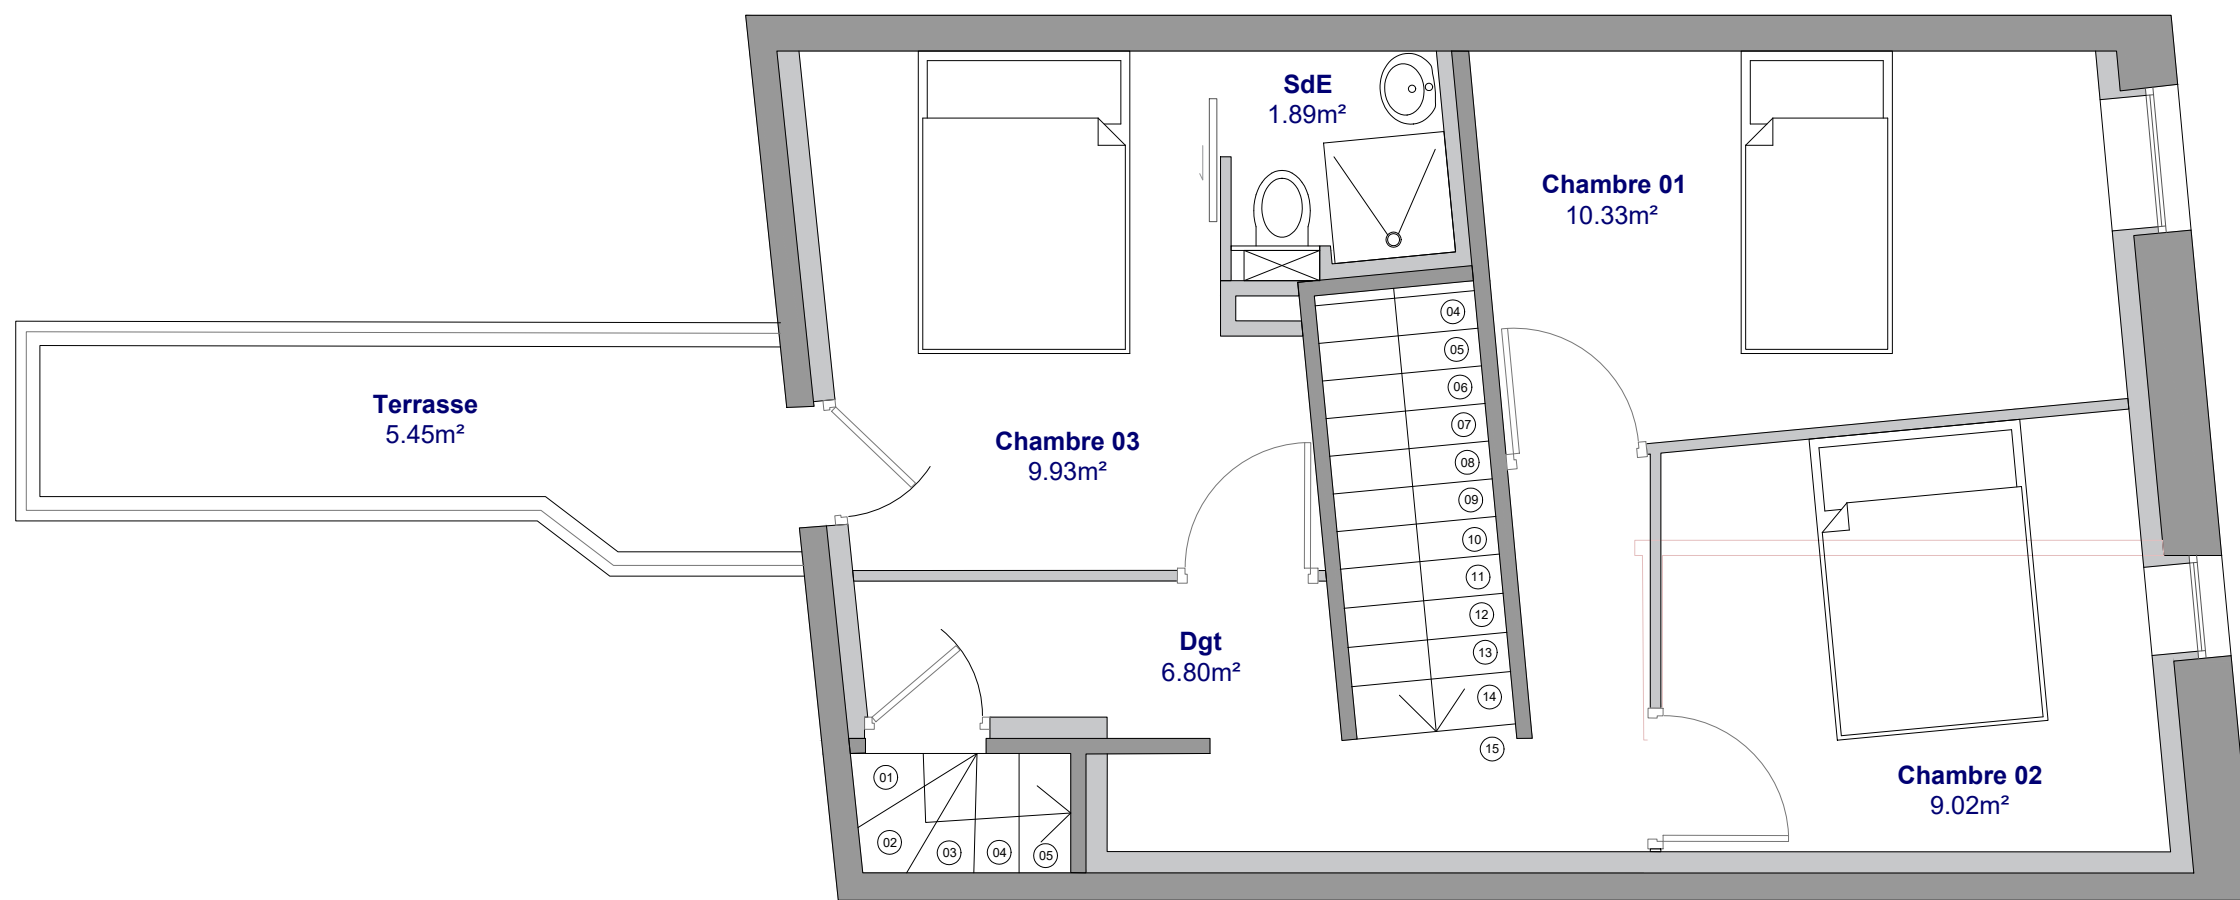 SdE
1.89m²
Chambre 01
10.33m²
Terrasse
5.45m²
Chambre 03
9.93m²
Dgt
6.80m²
Chambre 02
9.02m²
04
05
06
07
08
09
10
11
12
13
14
15
01
02
03
04
05